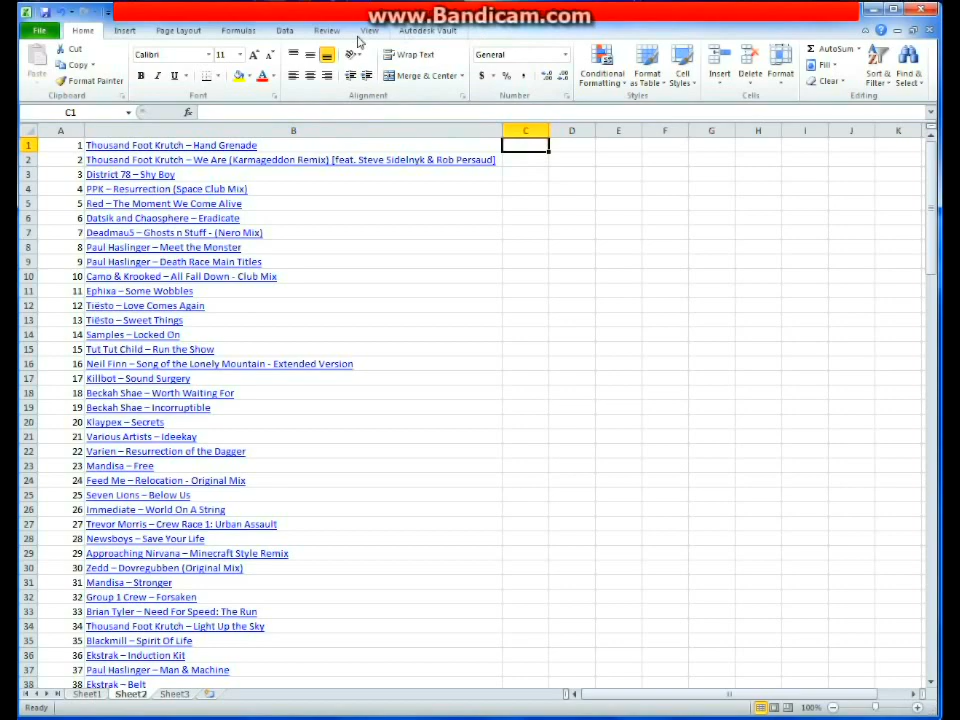 www.Bandicam.com
File Home Insert Page Layout Formulas Data Review View Autodesk Vault
Cut Calibri 11 Wrap Text General AutoSum
Copy Fill
Paste Format Painter B I U Merge & Center $ % , Conditional Formatting Format as Table Cell Styles Insert Delete Format Clear Sort & Filter Find & Select
Clipboard Font Alignment Number Styles Cells Editing
C1 fx
A B C D E F G H I J K
1 1 Thousand Foot Krutch – Hand Grenade
2 2 Thousand Foot Krutch – We Are (Karmageddon Remix) [feat. Steve Sidelnyk & Rob Persaud]
3 3 District 78 – Shy Boy
4 4 PPK – Resurrection (Space Club Mix)
5 5 Red – The Moment We Come Alive
6 6 Datsik and Chaosphere – Eradicate
7 7 Deadmau5 – Ghosts n Stuff - (Nero Mix)
8 8 Paul Haslinger – Meet the Monster
9 9 Paul Haslinger – Death Race Main Titles
10 10 Camo & Krooked – All Fall Down - Club Mix
11 11 Ephixa – Some Wobbles
12 12 Tiësto – Love Comes Again
13 13 Tiësto – Sweet Things
14 14 Samples – Locked On
15 15 Tut Tut Child – Run the Show
16 16 Neil Finn – Song of the Lonely Mountain - Extended Version
17 17 Killbot – Sound Surgery
18 18 Beckah Shae – Worth Waiting For
19 19 Beckah Shae – Incorruptible
20 20 Klaypex – Secrets
21 21 Various Artists – Ideekay
22 22 Varien – Resurrection of the Dagger
23 23 Mandisa – Free
24 24 Feed Me – Relocation - Original Mix
25 25 Seven Lions – Below Us
26 26 Immediate – World On A String
27 27 Trevor Morris – Crew Race 1: Urban Assault
28 28 Newsboys – Save Your Life
29 29 Approaching Nirvana – Minecraft Style Remix
30 30 Zedd – Dovregubben (Original Mix)
31 31 Mandisa – Stronger
32 32 Group 1 Crew – Forsaken
33 33 Brian Tyler – Need For Speed: The Run
34 34 Thousand Foot Krutch – Light Up the Sky
35 35 Blackmill – Spirit Of Life
36 36 Ekstrak – Induction Kit
37 37 Paul Haslinger – Man & Machine
38 38 Ekstrak – Belt
Sheet1 Sheet2 Sheet3
Ready 100%